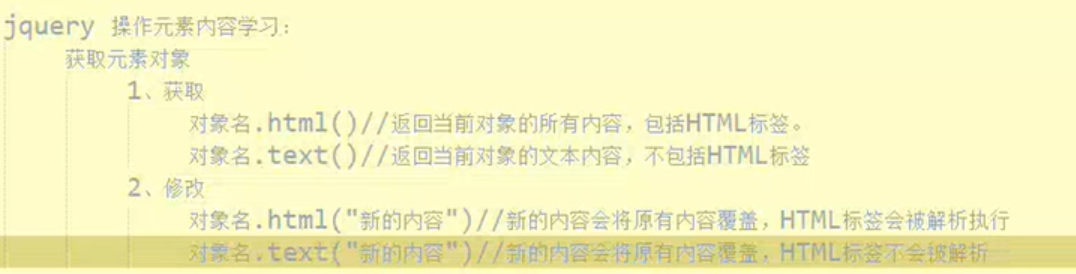 jquery 操作元素内容学习：
获取元素对象
1、获取
对象名.html()//返回当前对象的所有内容，包括HTML标签。
对象名.text()//返回当前对象的文本内容，不包括HTML标签
2、修改
对象名.html("新的内容")//新的内容会将原有内容覆盖，HTML标签会被解析执行
对象名.text("新的内容")//新的内容会将原有内容覆盖，HTML标签不会被解析